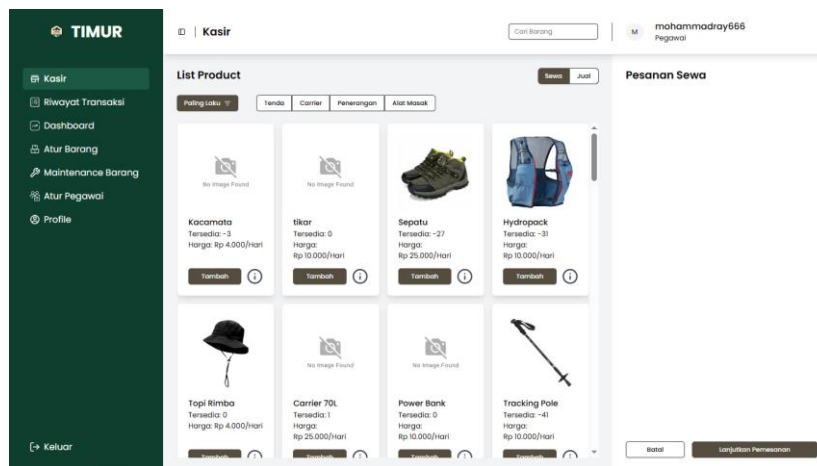 TIMUR
Kasir
Riwayat Transaksi
Dashboard
Atur Barang
Maintenance Barang
Atur Pegawai
Profile
Keluar
Kasir
Cari Barang
M
mohammadray666
Pegawai
List Product
Sewa
Jual
Paling Laku
Tenda
Carrier
Penerangan
Alat Masak
No Image Found
Kacamata
Tersedia: -3
Harga: Rp 4.000/Hari
Tambah
No Image Found
tikar
Tersedia: 0
Harga:
Rp 10.000/Hari
Tambah
Sepatu
Tersedia: -27
Harga:
Rp 25.000/Hari
Tambah
Hydropack
Tersedia: -31
Harga:
Rp 10.000/Hari
Tambah
Topi Rimba
Tersedia: 0
Harga: Rp 4.000/Hari
Tambah
No Image Found
Carrier 70L
Tersedia: 1
Harga:
Rp 25.000/Hari
Tambah
No Image Found
Power Bank
Tersedia: 0
Harga:
Rp 10.000/Hari
Tambah
Tracking Pole
Tersedia: -41
Harga:
Rp 10.000/Hari
Tambah
Pesanan Sewa
Batal
Lanjutkan Pemesanan